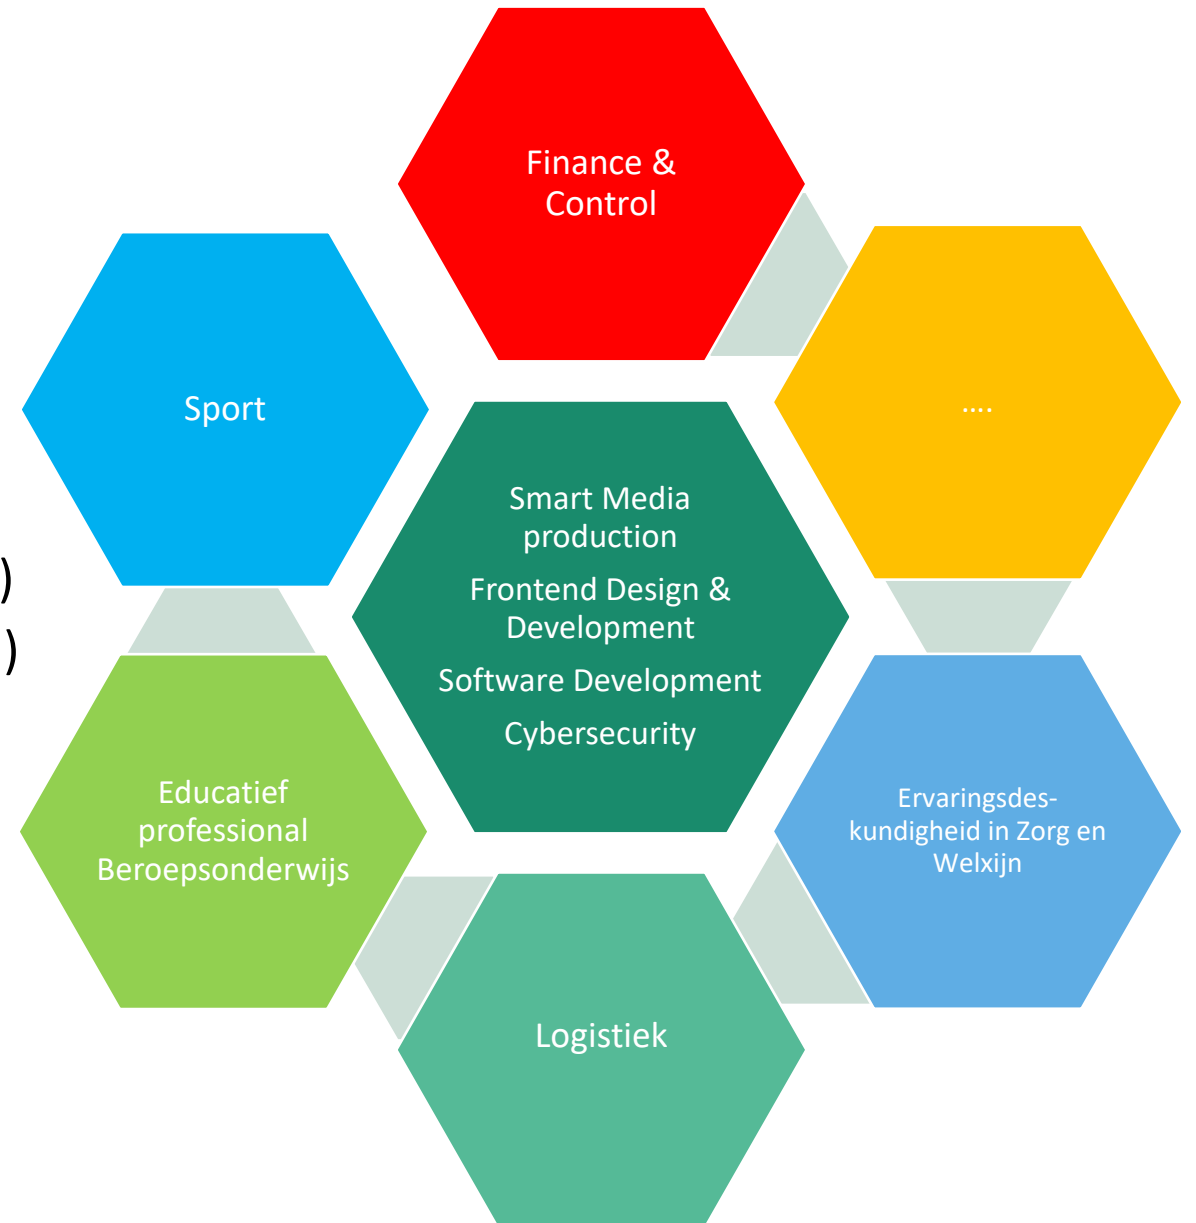 Finance &
Control
Sport
....
Smart Media
production
Frontend Design &
Development
Software Development
Cybersecurity
)
)
Educatief
professional
Beroepsonderwijs
Ervaringsdes-
kundigheid in Zorg en
Welxijn
Logistiek